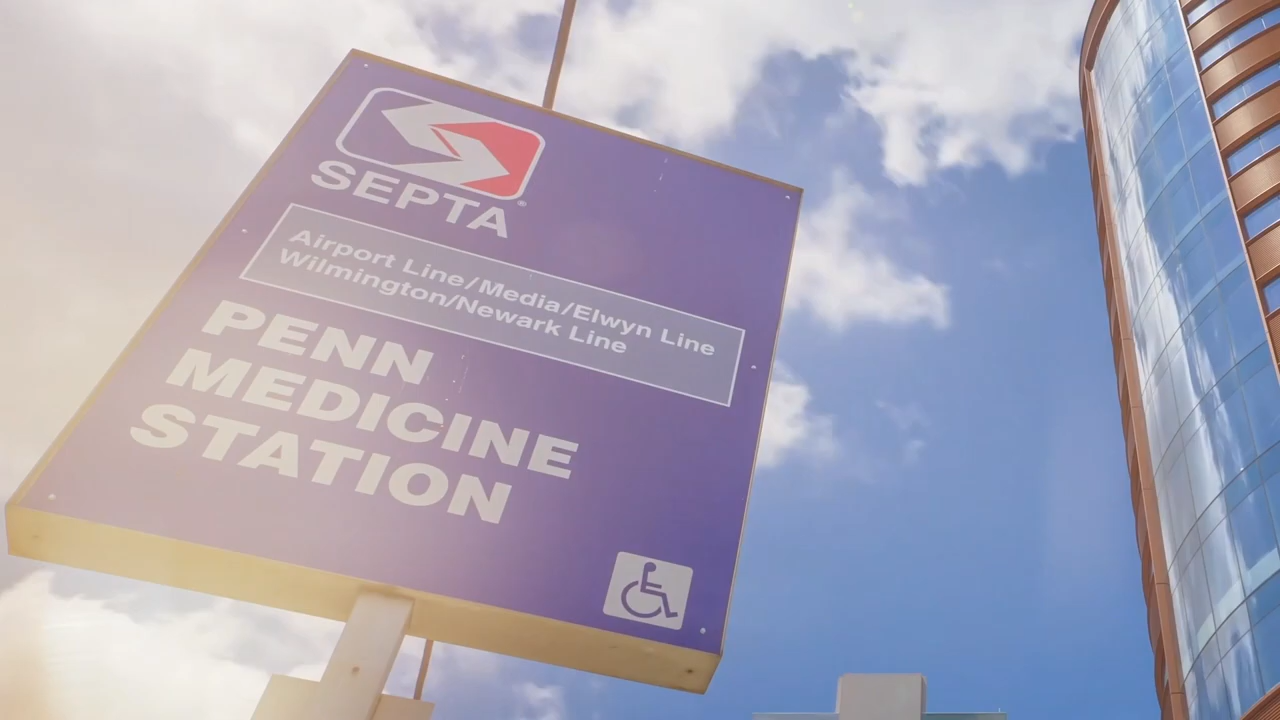 SEPTA®
Airport Line/Media/Elwyn Line
Wilmington/Newark Line
PENN
MEDICINE
STATION